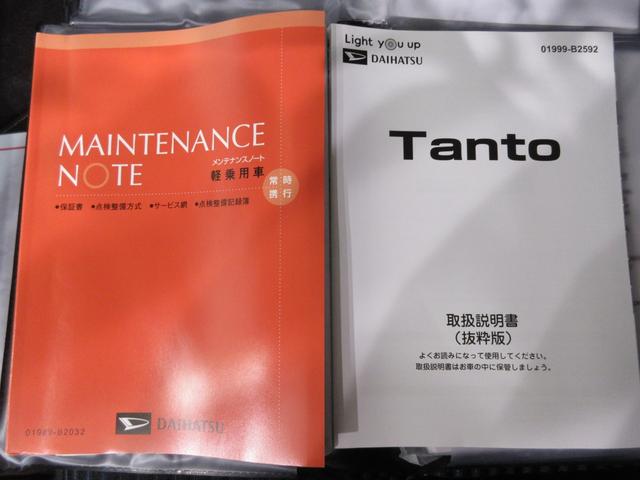 MAINTENANCE
NOTE
メンテナンスノート
軽乗用車
常時
携行
●保証書 ●点検整備方式 ●サービス網 ●点検整備記録簿
01989-B2032
DAIHATSU
Light you up
DAIHATSU
01999-B2592
Tanto
取扱説明書
（抜粋版）
よくお読みになって使用してください。
取扱説明書はお車の中に保管しましょう。